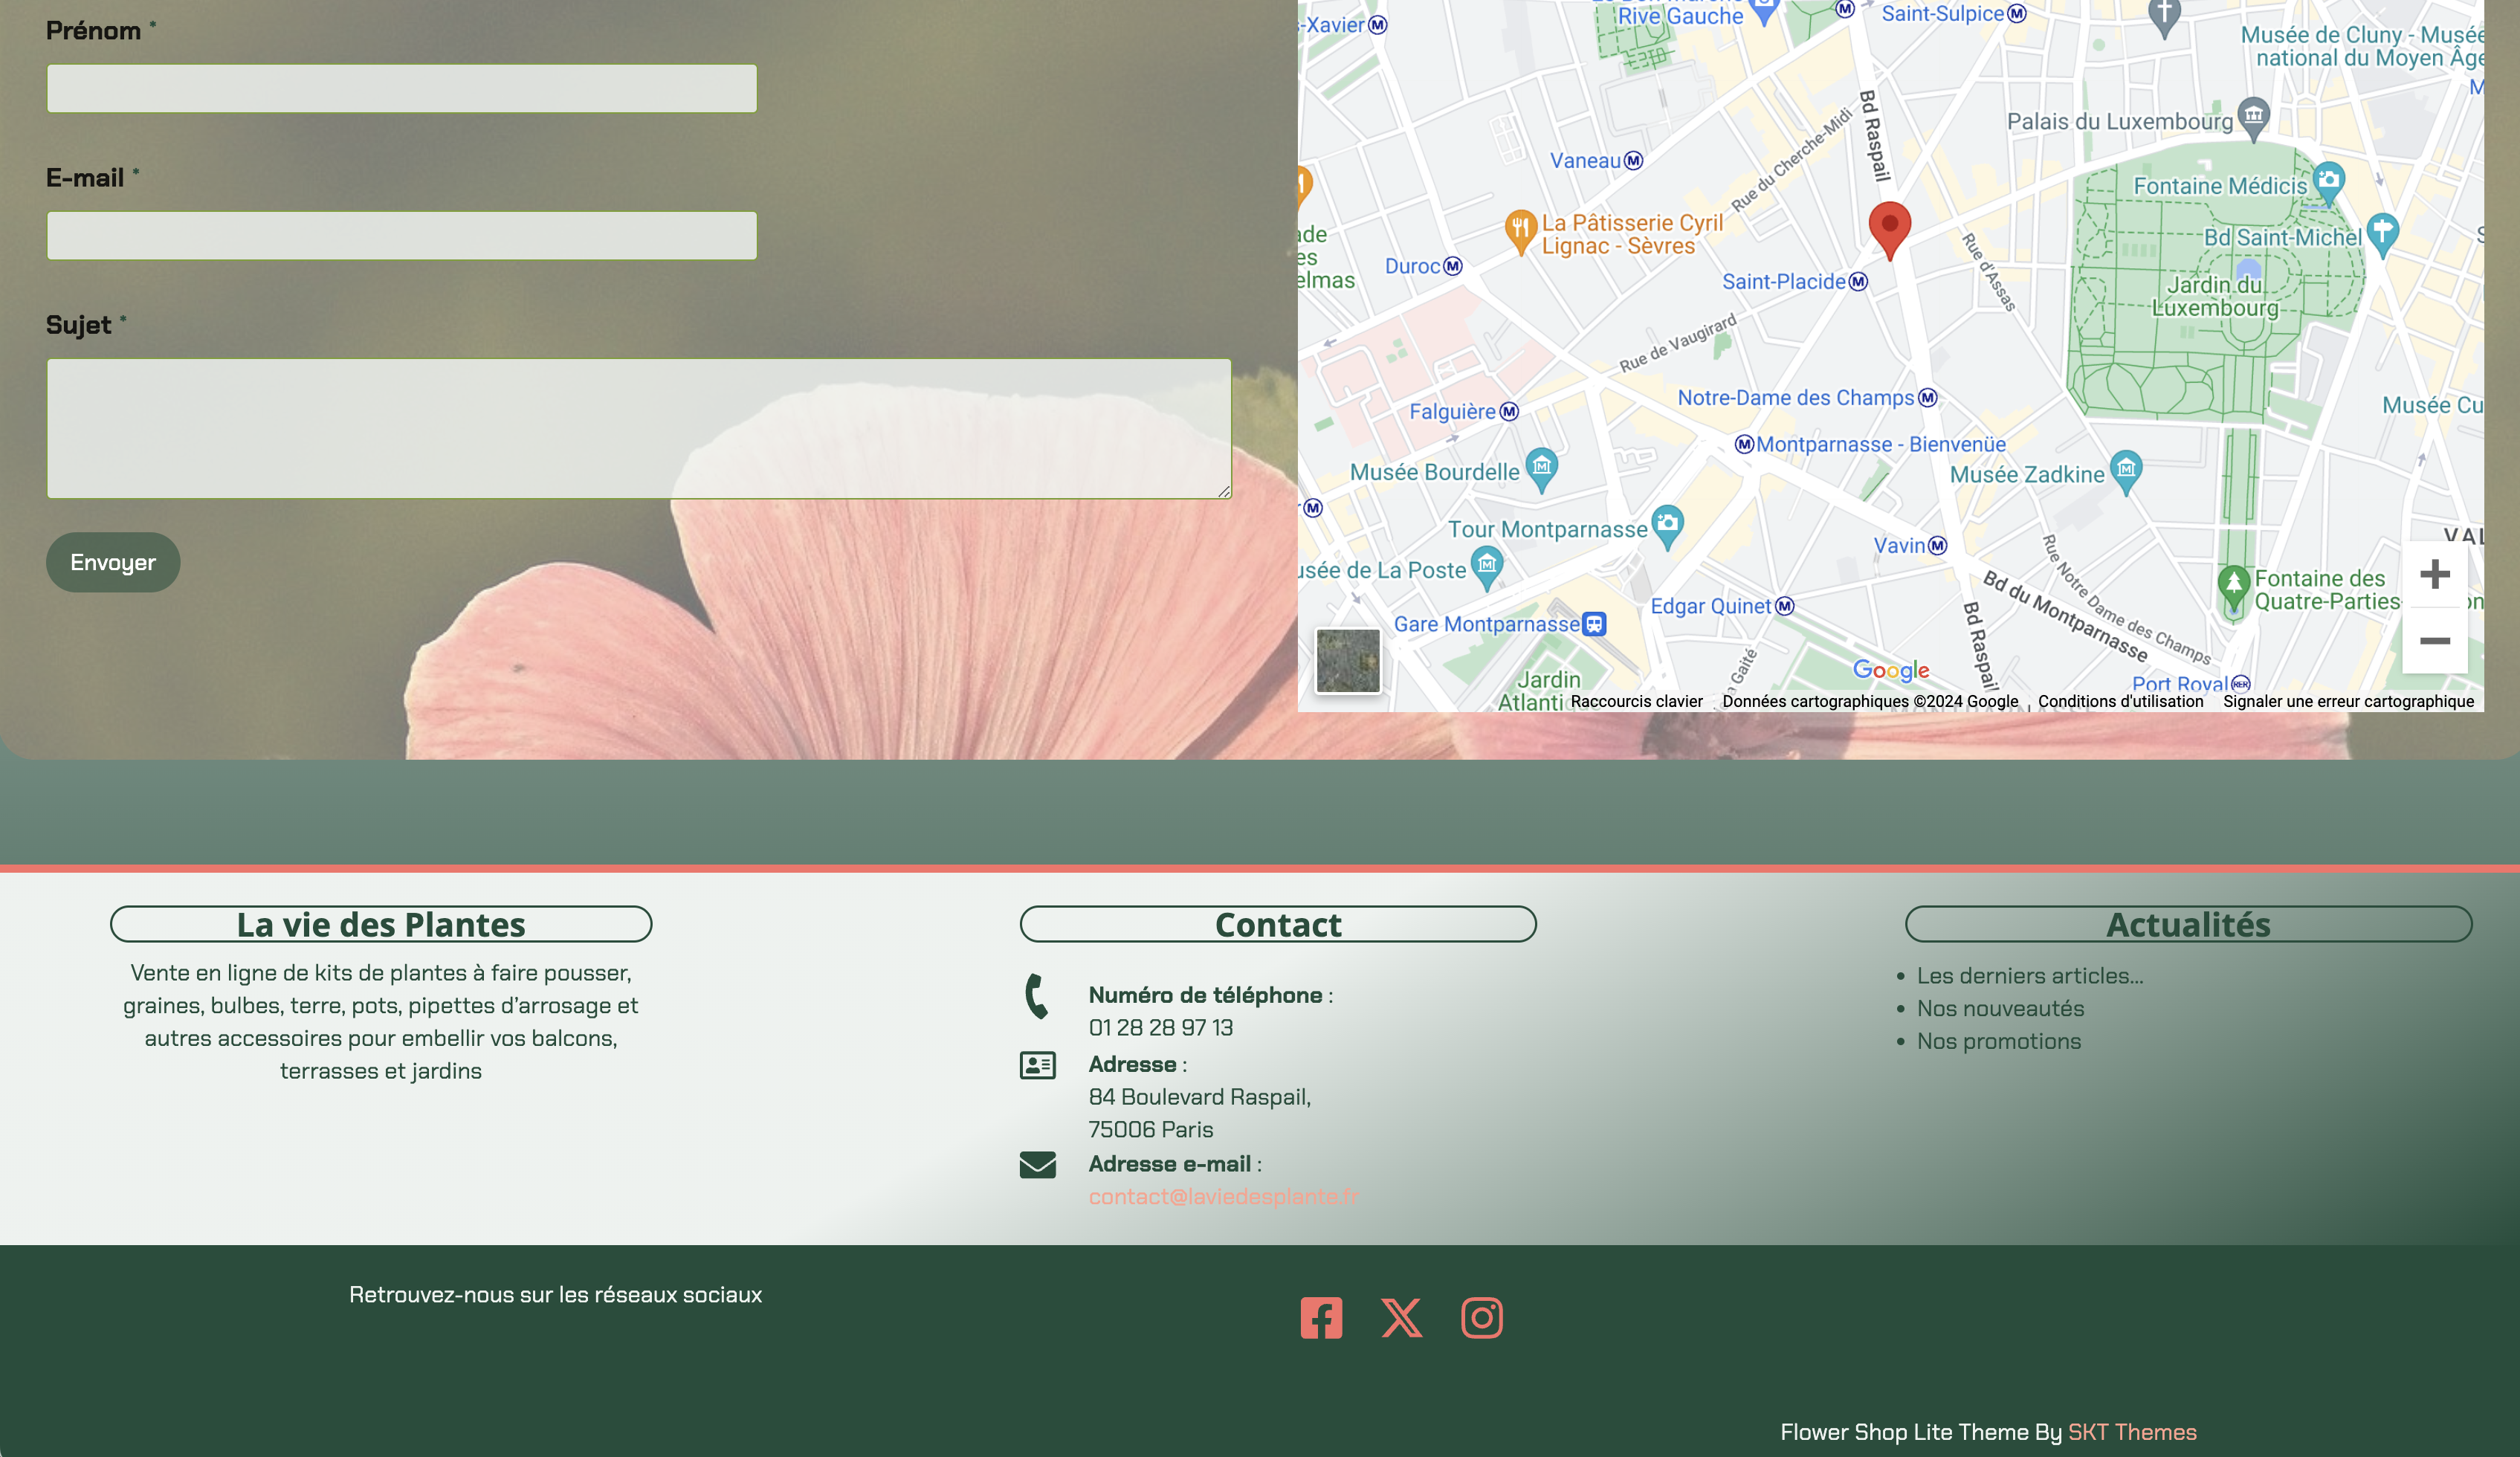 Prénom *
E-mail *
Sujet *
Envoyer
Rive Gauche
Saint-Sulpice
Musée de Cluny - Musée
national du Moyen Âge
Palais du Luxembourg
Bd Raspail
Rue du Cherche-Midi
Vaneau
Fontaine Médicis
La Pâtisserie Cyril
Lignac - Sèvres
Bd Saint-Michel
Rue d'Assas
Duroc
Saint-Placide
Jardin du
Luxembourg
Rue de Vaugirard
Notre-Dame des Champs
Falguière
Montparnasse - Bienvenüe
Musée Bourdelle
Musée Zadkine
Tour Montparnasse
Vavin
Rue Notre Dame des Champs
usée de La Poste
Bd du Montparnasse
Fontaine des
Quatre-Parties
Edgar Quinet
Gare Montparnasse
Bd Raspail
Jardin
Google
Port Royal
Raccourcis clavier
Données cartographiques ©2024 Google
Conditions d'utilisation
Signaler une erreur cartographique
La vie des Plantes
Vente en ligne de kits de plantes à faire pousser,
graines, bulbes, terre, pots, pipettes d’arrosage et
autres accessoires pour embellir vos balcons,
terrasses et jardins
Contact
Numéro de téléphone :
01 28 28 97 13
Adresse :
84 Boulevard Raspail,
75006 Paris
Adresse e-mail :
contact@laviedesplante.fr
Actualités
Les derniers articles...
Nos nouveautés
Nos promotions
Retrouvez-nous sur les réseaux sociaux
Flower Shop Lite Theme By SKT Themes